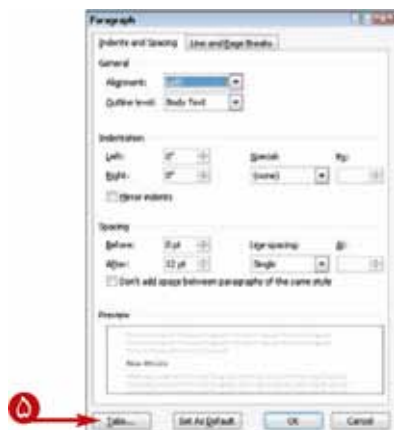 Paragraph
Indents and Spacing Line and Page Breaks
General
Alignment: Left
Outline level: Body Text
Indentation
Left: 0" Special: By:
Right: 0" (none)
Mirror indents
Spacing
Before: 0 pt Line spacing: At:
After: 12 pt Single
Don't add space between paragraphs of the same style
Preview
۵
Tabs... Set As Default OK Cancel